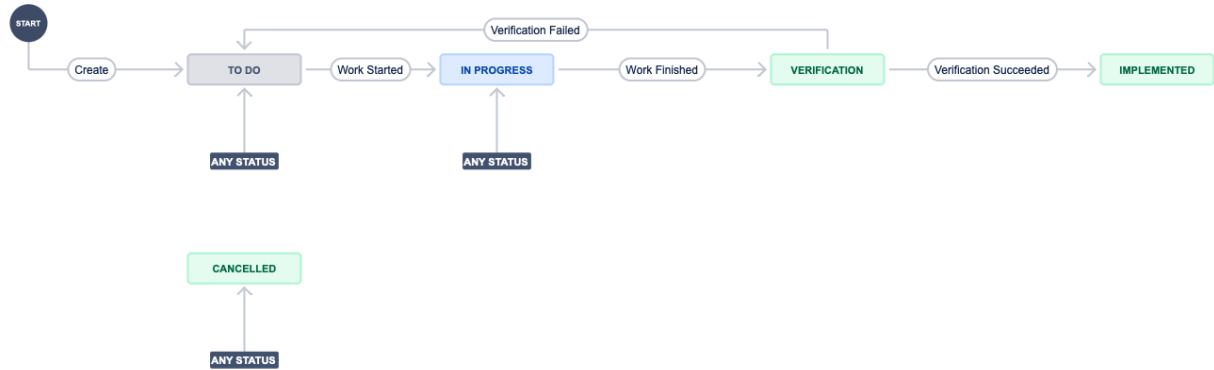 START
Verification Failed
Create
TO DO
Work Started
IN PROGRESS
Work Finished
VERIFICATION
Verification Succeeded
IMPLEMENTED
ANY STATUS
ANY STATUS
CANCELLED
ANY STATUS